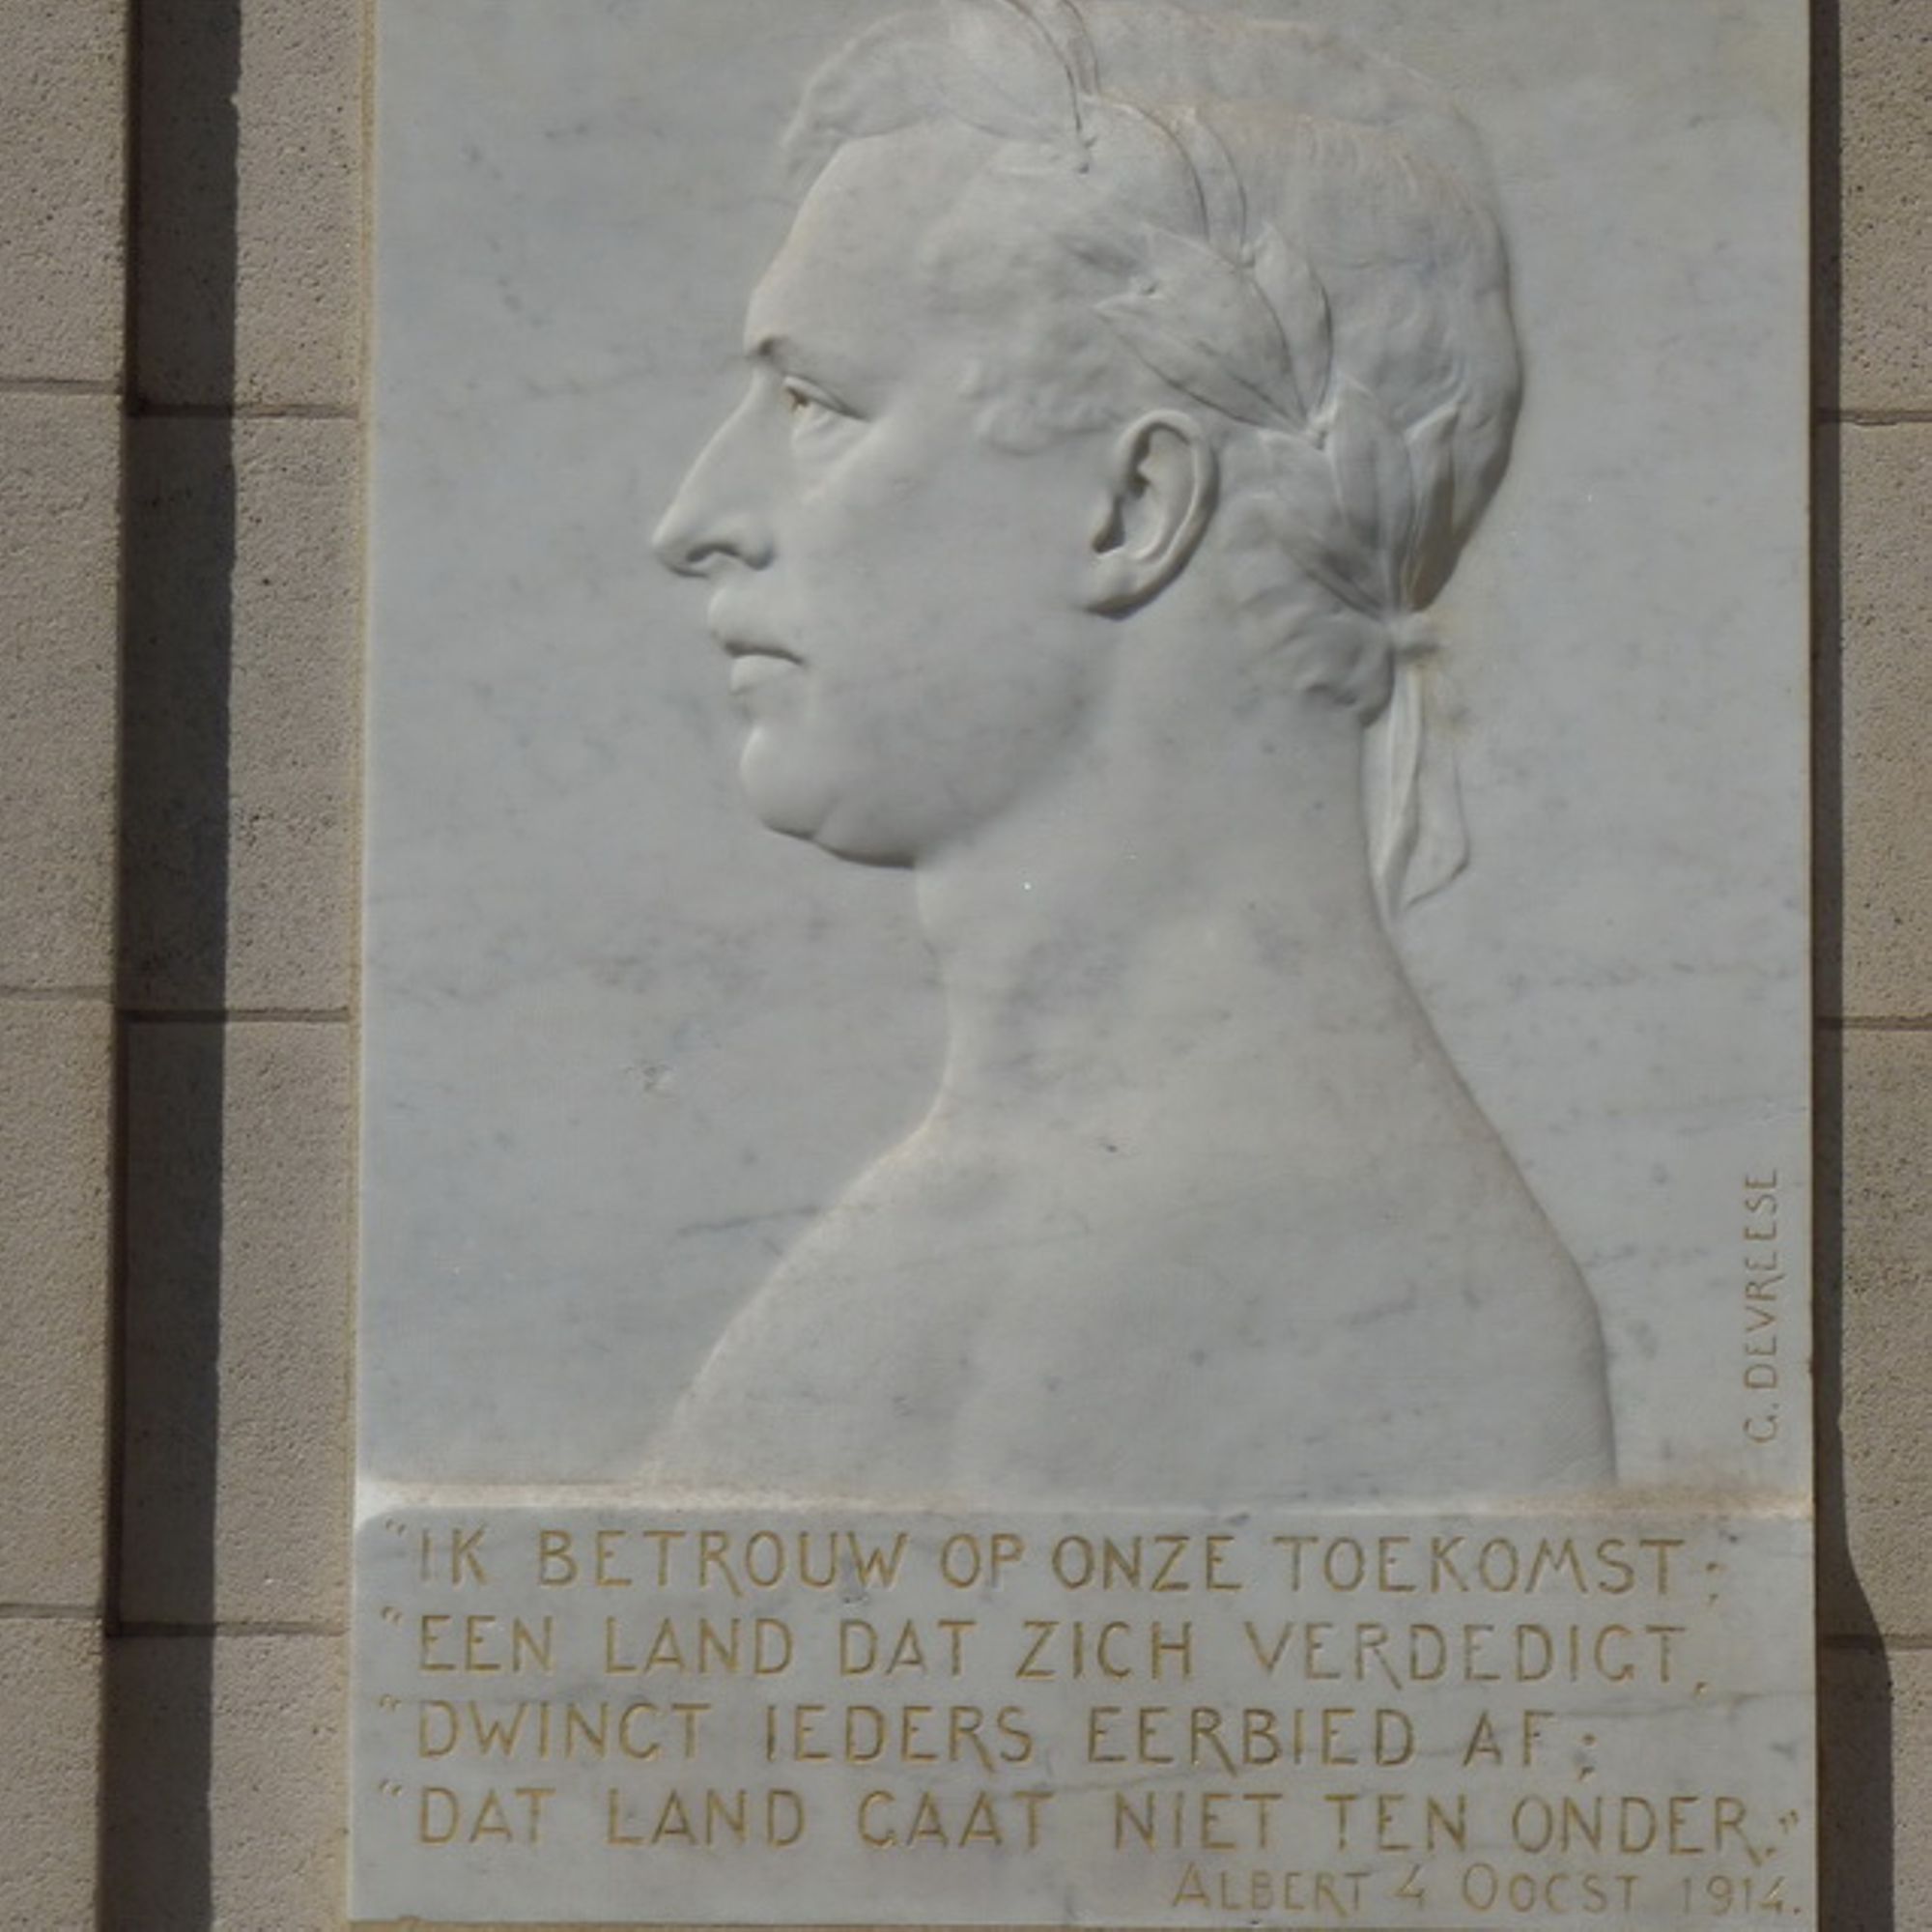 G. DEVREESE
"IK BETROUW OP ONZE TOEKOMST;
"EEN LAND DAT ZICH VERDEDIGT,
"DWINGT IEDERS EERBIED AF;
"DAT LAND GAAT NIET TEN ONDER."
ALBERT 4 OOGST 1914.